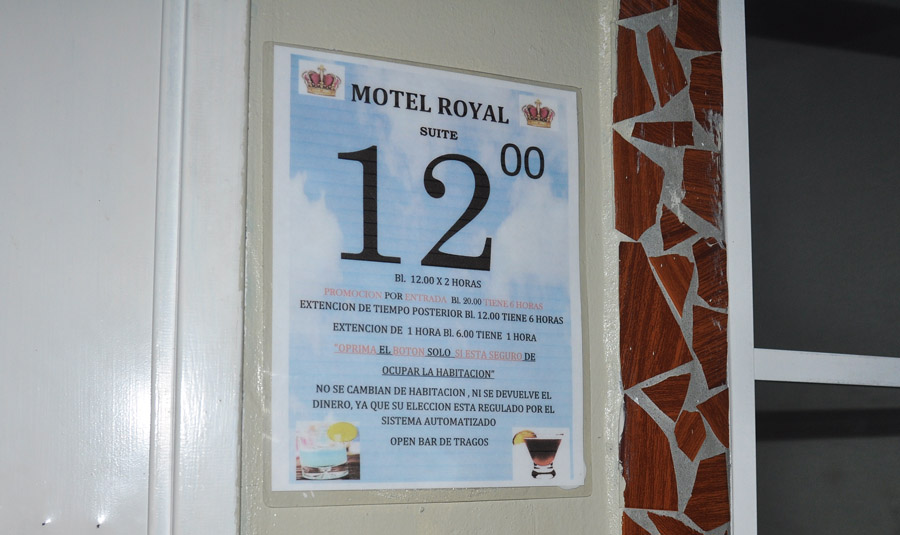 MOTEL ROYAL
SUITE
12 00
Bl. 12.00 X 2 HORAS
PROMOCION POR ENTRADA Bl. 20.00 TIENE 6 HORAS
EXTENCION DE TIEMPO POSTERIOR Bl. 12.00 TIENE 6 HORAS
EXTENCION DE 1 HORA Bl. 6.00 TIENE 1 HORA
"OPRIMA EL BOTON SOLO SI ESTA SEGURO DE
OCUPAR LA HABITACION"
NO SE CAMBIAN DE HABITACION , NI SE DEVUELVE EL
DINERO, YA QUE SU ELECCION ESTA REGULADO POR EL
SISTEMA AUTOMATIZADO
OPEN BAR DE TRAGOS